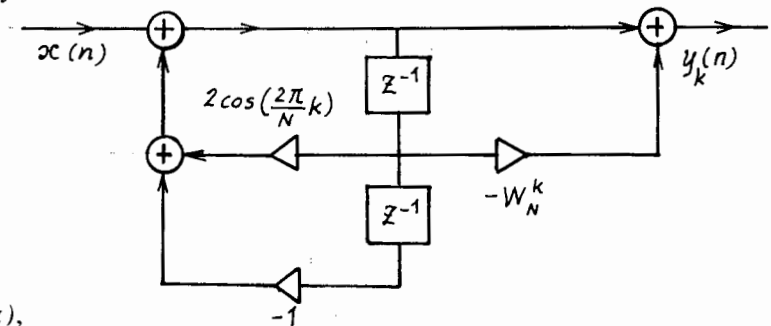 x(n)
+
+
y_k(n)
z⁻¹
2cos(2π/N k)
+
-W_N^k
z⁻¹
-1
),